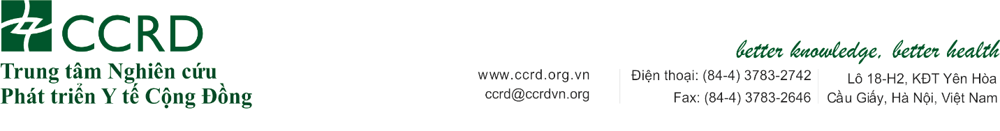 CCRD
Trung tâm Nghiên cứu
Phát triển Y tế Cộng Đồng
better knowledge, better health
www.ccrd.org.vn
ccrd@ccrdvn.org
Điện thoại: (84-4) 3783-2742
Fax: (84-4) 3783-2646
Lô 18-H2, KĐT Yên Hòa
Cầu Giấy, Hà Nội, Việt Nam